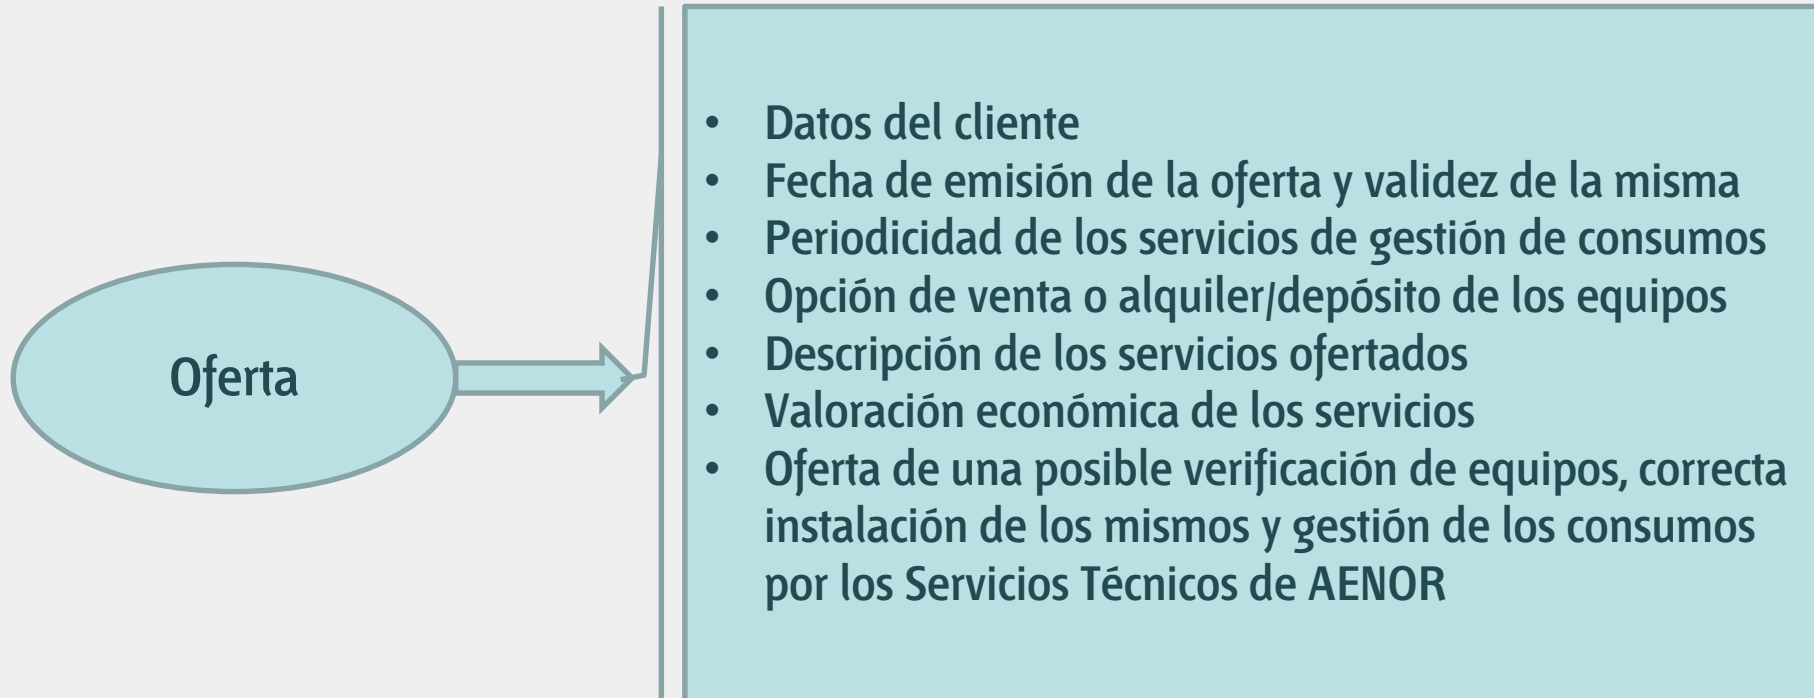 Oferta
• Datos del cliente
• Fecha de emisión de la oferta y validez de la misma
• Periodicidad de los servicios de gestión de consumos
• Opción de venta o alquiler/depósito de los equipos
• Descripción de los servicios ofertados
• Valoración económica de los servicios
• Oferta de una posible verificación de equipos, correcta
instalación de los mismos y gestión de los consumos
por los Servicios Técnicos de AENOR